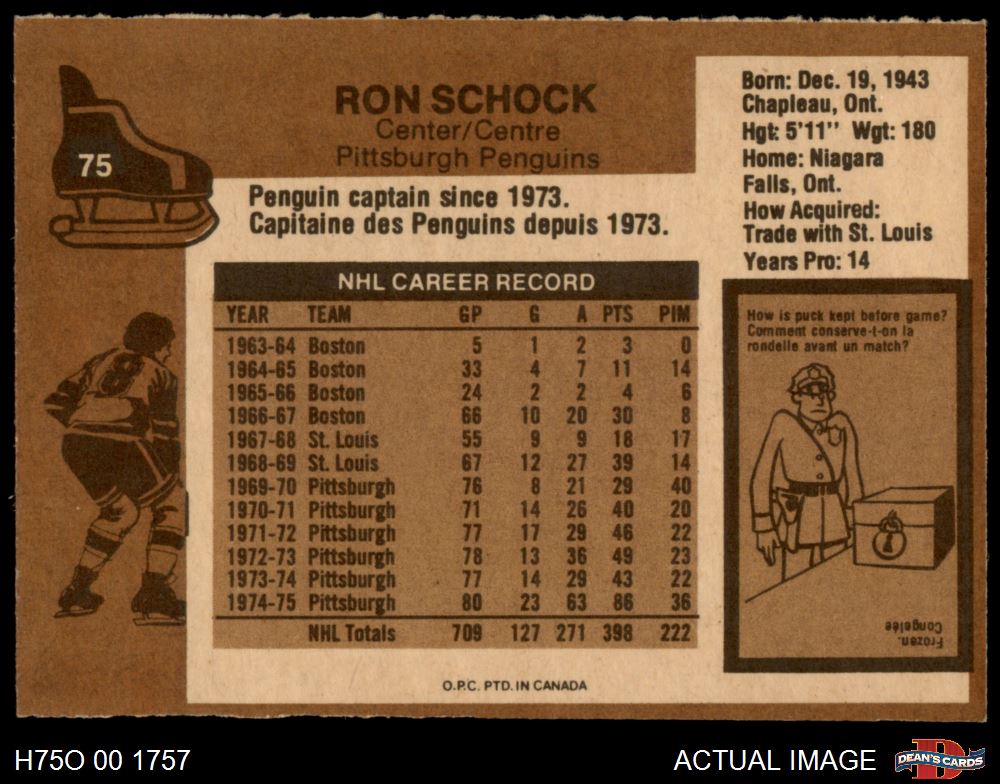 75
RON SCHOCK
Center/Centre
Pittsburgh Penguins
Penguin captain since 1973.
Capitaine des Penguins depuis 1973.
Born: Dec. 19, 1943
Chapleau, Ont.
Hgt: 5'11" Wgt: 180
Home: Niagara
Falls, Ont.
How Acquired:
Trade with St. Louis
Years Pro: 14
NHL CAREER RECORD
YEAR TEAM GP G A PTS PIM
1963-64 Boston 5 1 2 3 0
1964-65 Boston 33 4 7 11 14
1965-66 Boston 24 2 2 4 6
1966-67 Boston 66 10 20 30 8
1967-68 St. Louis 55 9 9 18 17
1968-69 St. Louis 67 12 27 39 14
1969-70 Pittsburgh 76 8 21 29 40
1970-71 Pittsburgh 71 14 26 40 20
1971-72 Pittsburgh 77 17 29 46 22
1972-73 Pittsburgh 78 13 36 49 23
1973-74 Pittsburgh 77 14 29 43 22
1974-75 Pittsburgh 80 23 63 86 36
NHL Totals 709 127 271 398 222
How is puck kept before game?
Comment conserve-t-on la
rondelle avant un match?
Frozen.
Congelée
8
O.P.C. PTD. IN CANADA
H75O 00 1757
ACTUAL IMAGE
DEAN'S CARDS